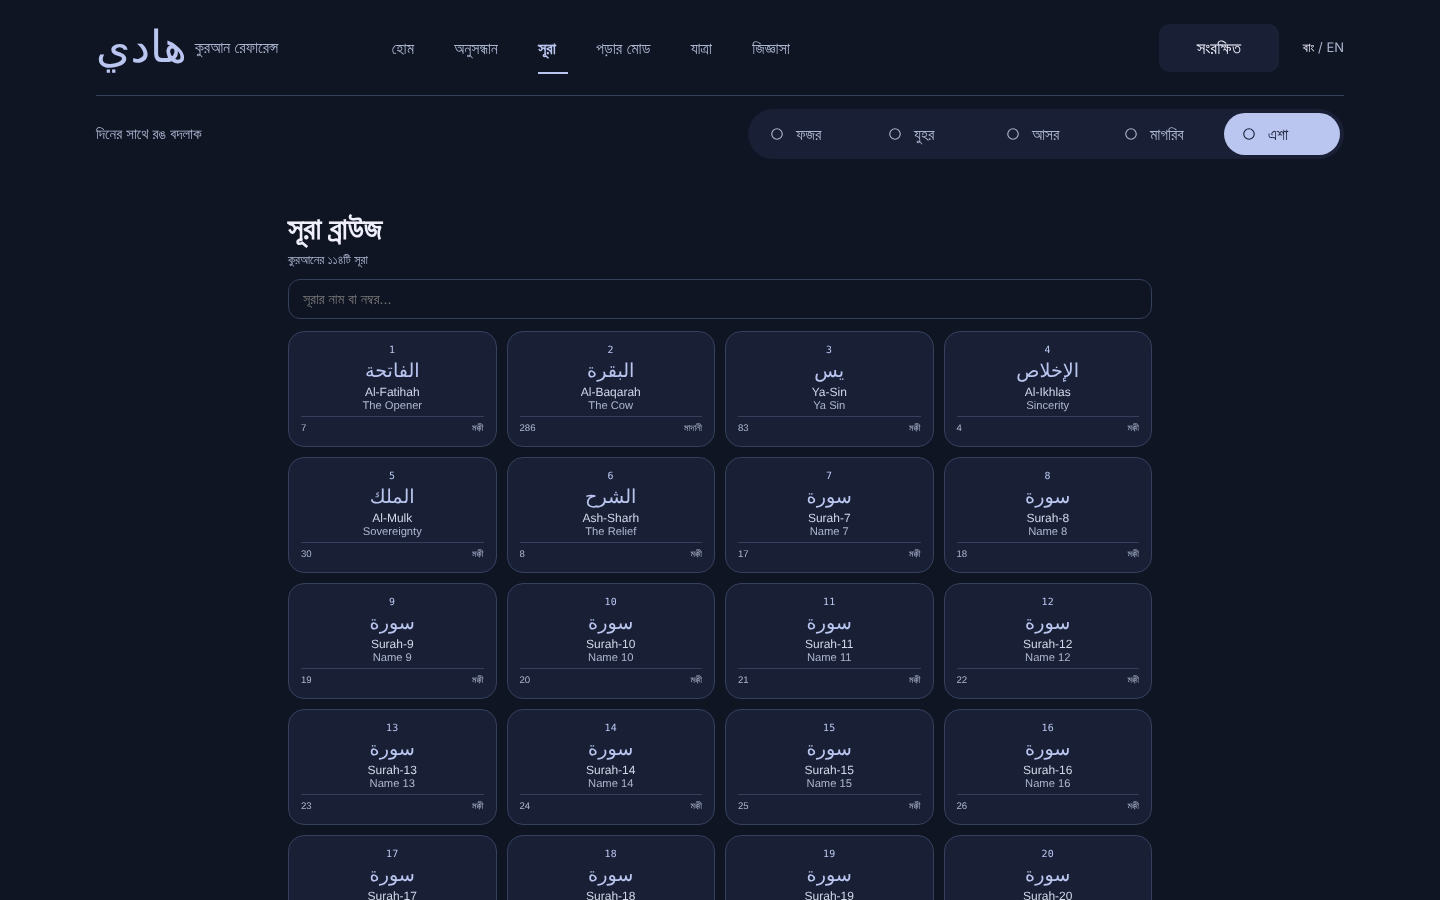 هادي কুরআন রেফারেন্স হোম অনুসন্ধান সূরা পড়ার মোড যাত্রা জিজ্ঞাসা সংরক্ষিত বাং / EN
দিনের সাথে রঙ বদলাক ফজর যুহর আসর মাগরিব এশা
সূরা ব্রাউজ
কুরআনের ১১৪টি সূরা
সূরার নাম বা নম্বর...
1 2 3 4
الفاتحة البقرة يس الإخلاص
Al-Fatihah Al-Baqarah Ya-Sin Al-Ikhlas
The Opener The Cow Ya Sin Sincerity
7 মক্কী 286 মাদানী 83 মক্কী 4 মক্কী
5 6 7 8
الملك الشرح سورة سورة
Al-Mulk Ash-Sharh Surah-7 Surah-8
Sovereignty The Relief Name 7 Name 8
30 মক্কী 8 মক্কী 17 মক্কী 18 মক্কী
9 10 11 12
سورة سورة سورة سورة
Surah-9 Surah-10 Surah-11 Surah-12
Name 9 Name 10 Name 11 Name 12
19 মক্কী 20 মক্কী 21 মক্কী 22 মক্কী
13 14 15 16
سورة سورة سورة سورة
Surah-13 Surah-14 Surah-15 Surah-16
Name 13 Name 14 Name 15 Name 16
23 মক্কী 24 মক্কী 25 মক্কী 26 মক্কী
17 18 19 20
سورة سورة سورة سورة
Surah-17 Surah-18 Surah-19 Surah-20